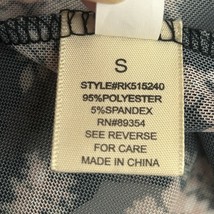 S
STYLE#RK515240
95%POLYESTER
5%SPANDEX
RN#89354
SEE REVERSE
FOR CARE
MADE IN CHINA